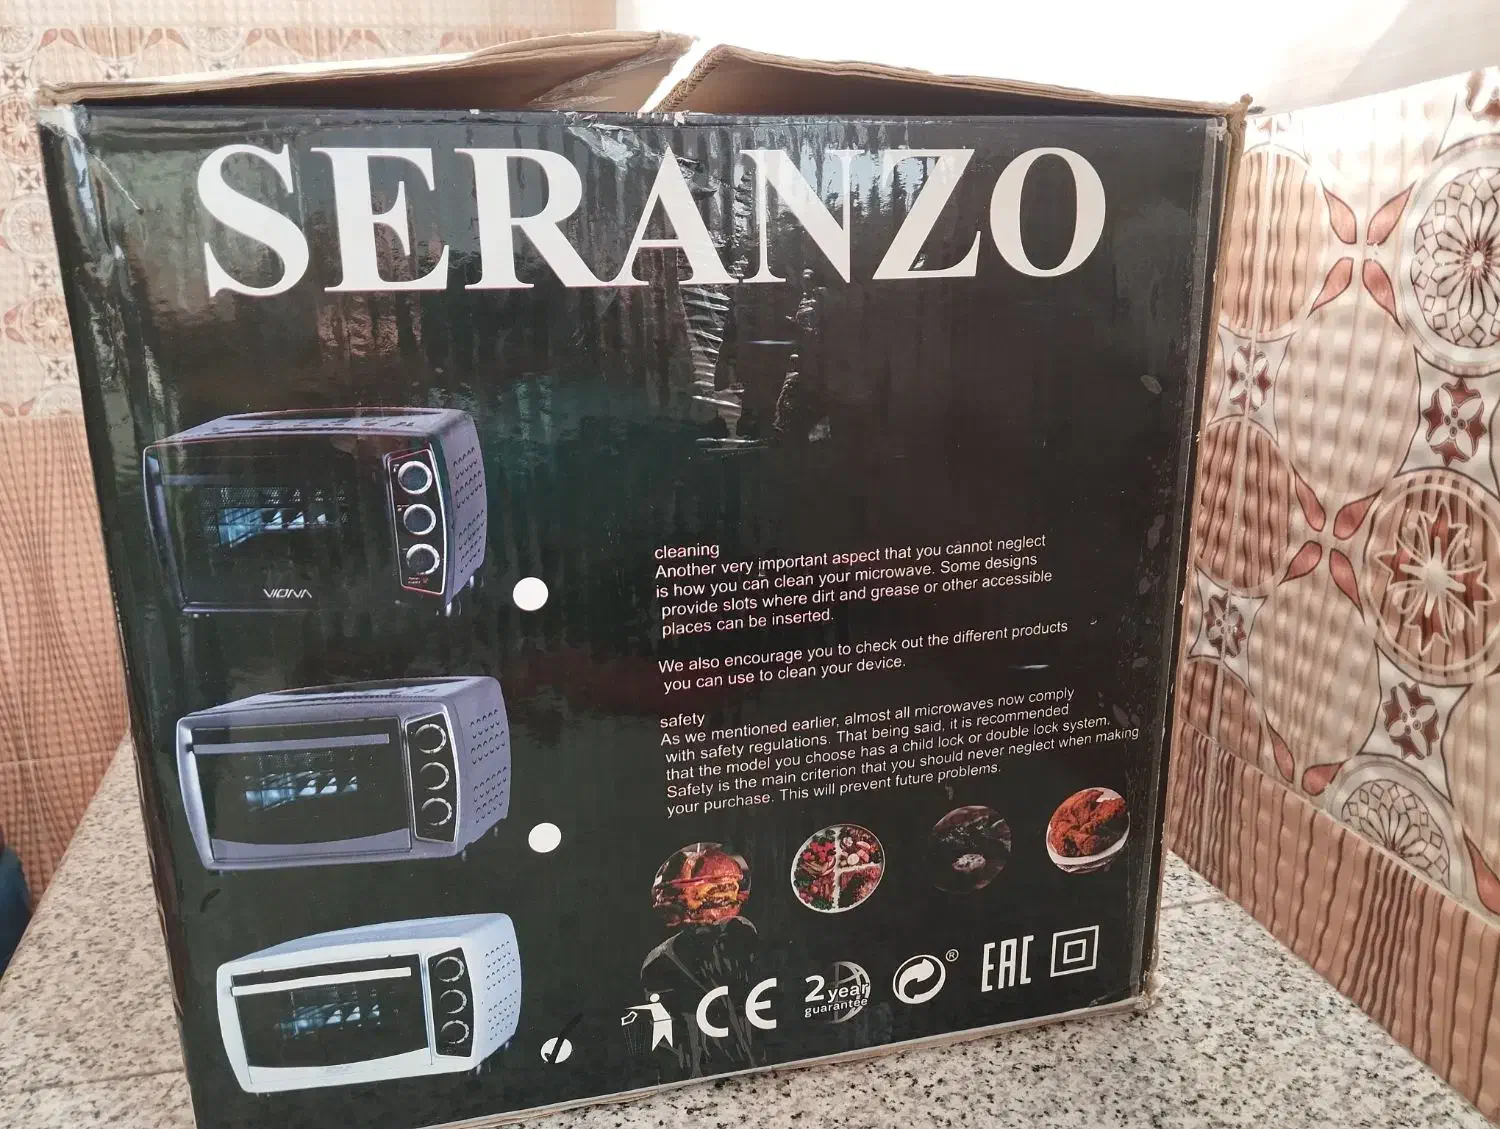 SERANZO
VIONA
cleaning
Another very important aspect that you cannot neglect
is how you can clean your microwave. Some designs
provide slots where dirt and grease or other accessible
places can be inserted.
We also encourage you to check out the different products
you can use to clean your device.
safety
As we mentioned earlier, almost all microwaves now comply
with safety regulations. That being said, it is recommended
that the model you choose has a child lock or double lock system.
Safety is the main criterion that you should never neglect when making
your purchase. This will prevent future problems.
CE
2 year
guarantee
®
EAC